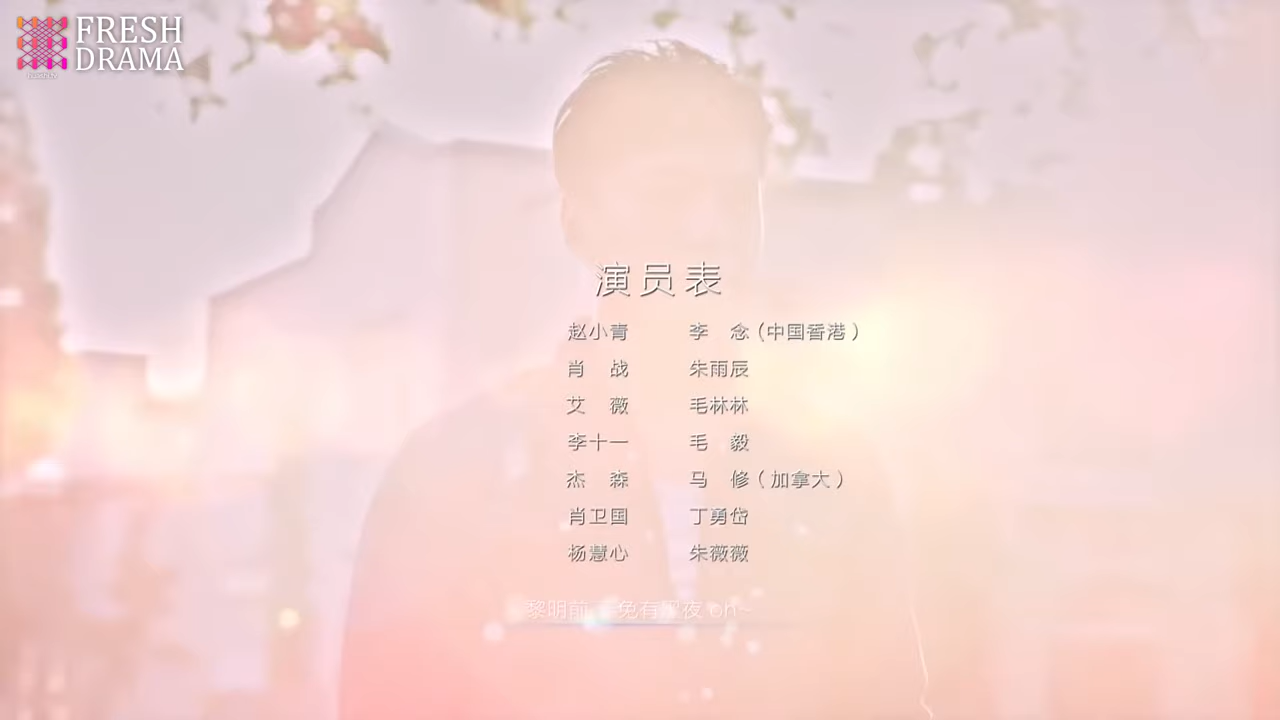 FRESH
DRAMA
演员表
赵小青 李 念(中国香港)
肖 战 朱雨辰
艾 薇 毛林林
李十一 毛 毅
杰 森 马 修(加拿大)
肖卫国 丁勇岱
杨慧心 朱薇薇
黎明前 免有黑夜 oh~